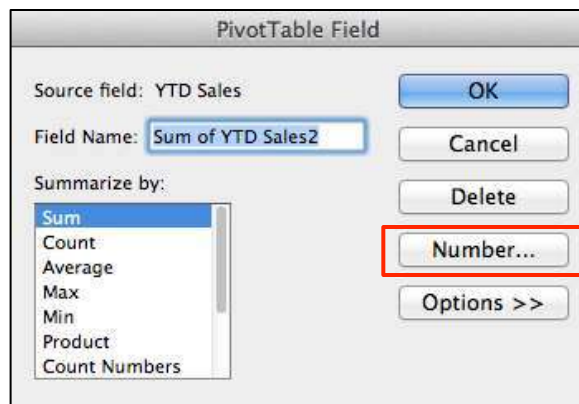 PivotTable Field
Source field: YTD Sales
Field Name: Sum of YTD Sales2
Summarize by:
Sum
Count
Average
Max
Min
Product
Count Numbers
OK
Cancel
Delete
Number...
Options >>